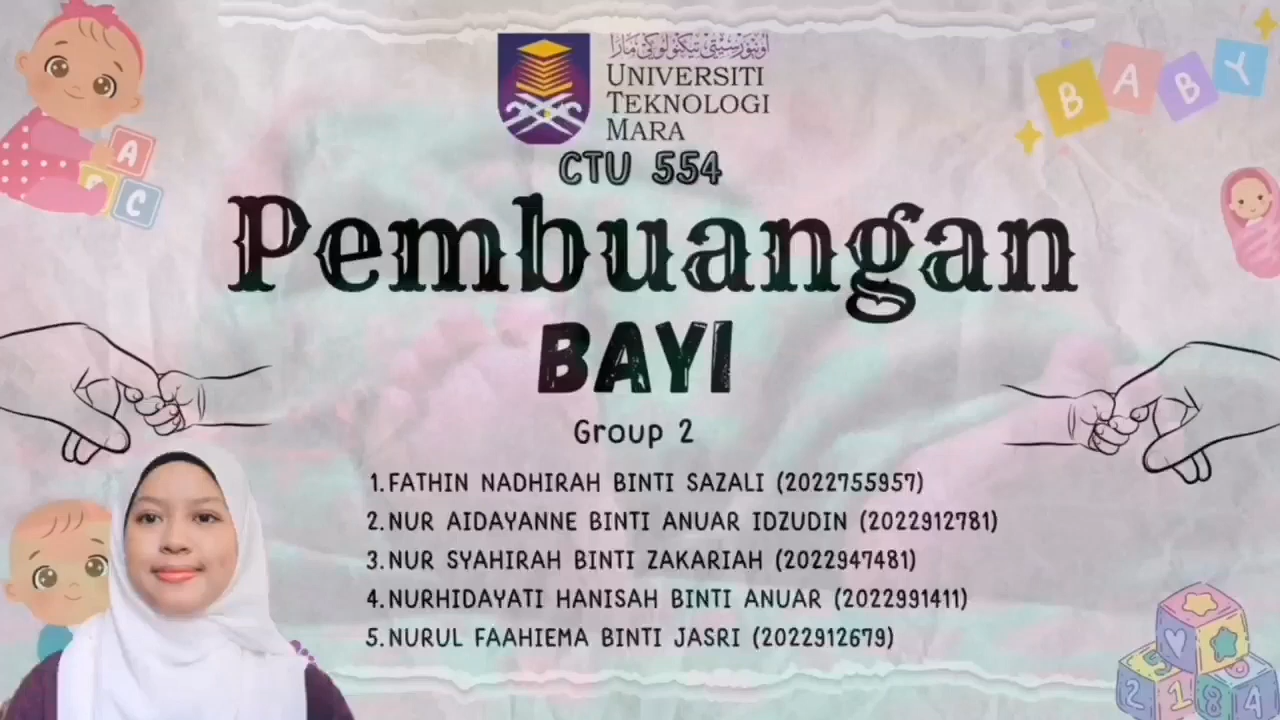 اونيۏرسيتي تيكنولوݢي مارا
UNIVERSITI
TEKNOLOGI
MARA
CTU 554
Pembuangan
BAYI
Group 2
1. FATHIN NADHIRAH BINTI SAZALI (2022755957)
2. NUR AIDAYANNE BINTI ANUAR IDZUDIN (2022912781)
3. NUR SYAHIRAH BINTI ZAKARIAH (2022947481)
4. NURHIDAYATI HANISAH BINTI ANUAR (2022991411)
5. NURUL FAAHIEMA BINTI JASRI (2022912679)
BABY
A
C
2 1 8 4